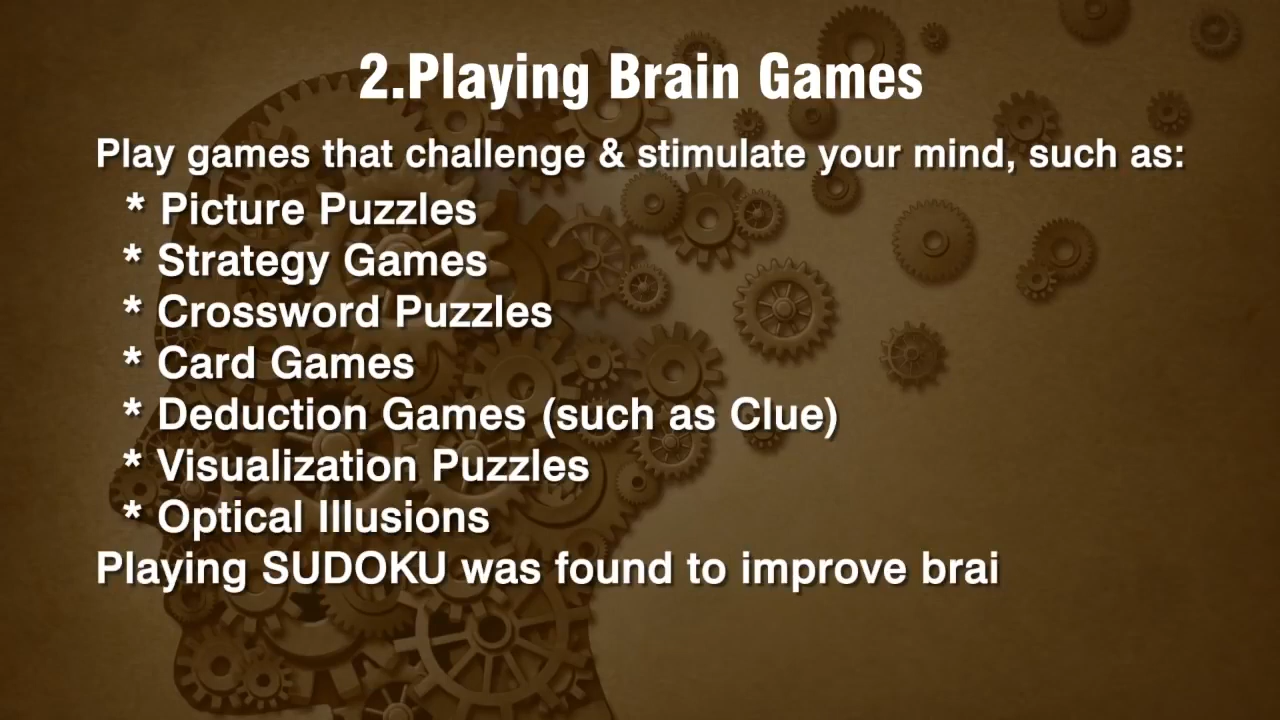 2.Playing Brain Games
Play games that challenge & stimulate your mind, such as:
* Picture Puzzles
* Strategy Games
* Crossword Puzzles
* Card Games
* Deduction Games (such as Clue)
* Visualization Puzzles
* Optical Illusions
Playing SUDOKU was found to improve brai